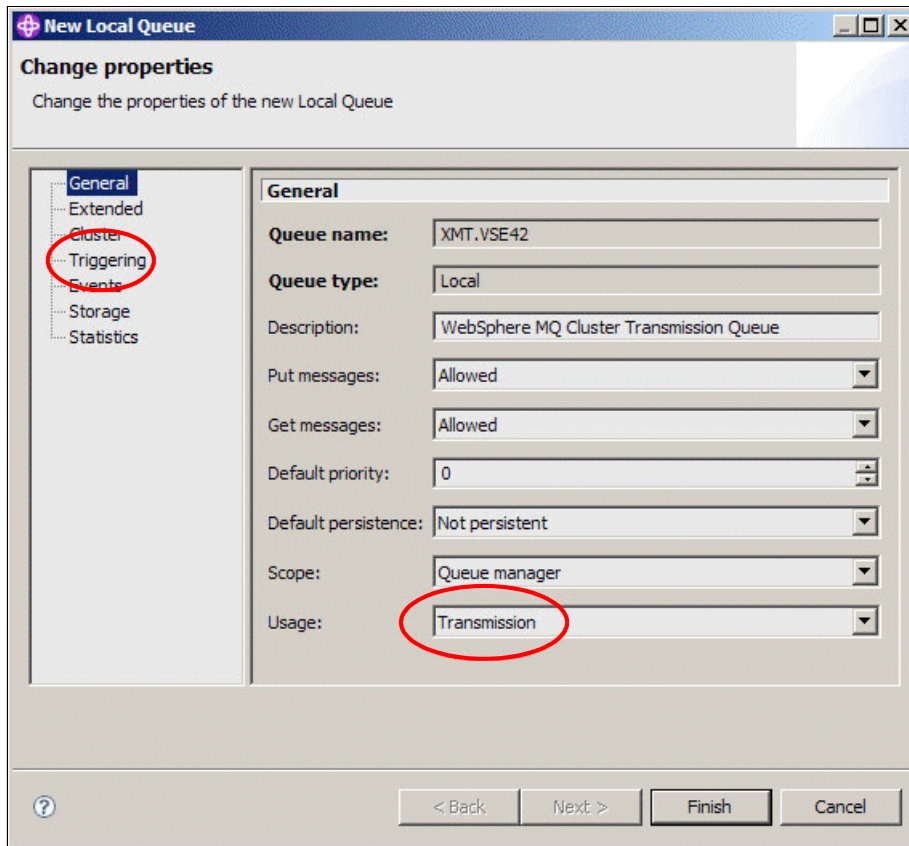 New Local Queue
Change properties
Change the properties of the new Local Queue
General
Extended
Cluster
Triggering
Events
Storage
Statistics
General
Queue name: XMT.VSE42
Queue type: Local
Description: WebSphere MQ Cluster Transmission Queue
Put messages: Allowed
Get messages: Allowed
Default priority: 0
Default persistence: Not persistent
Scope: Queue manager
Usage: Transmission
? < Back Next > Finish Cancel